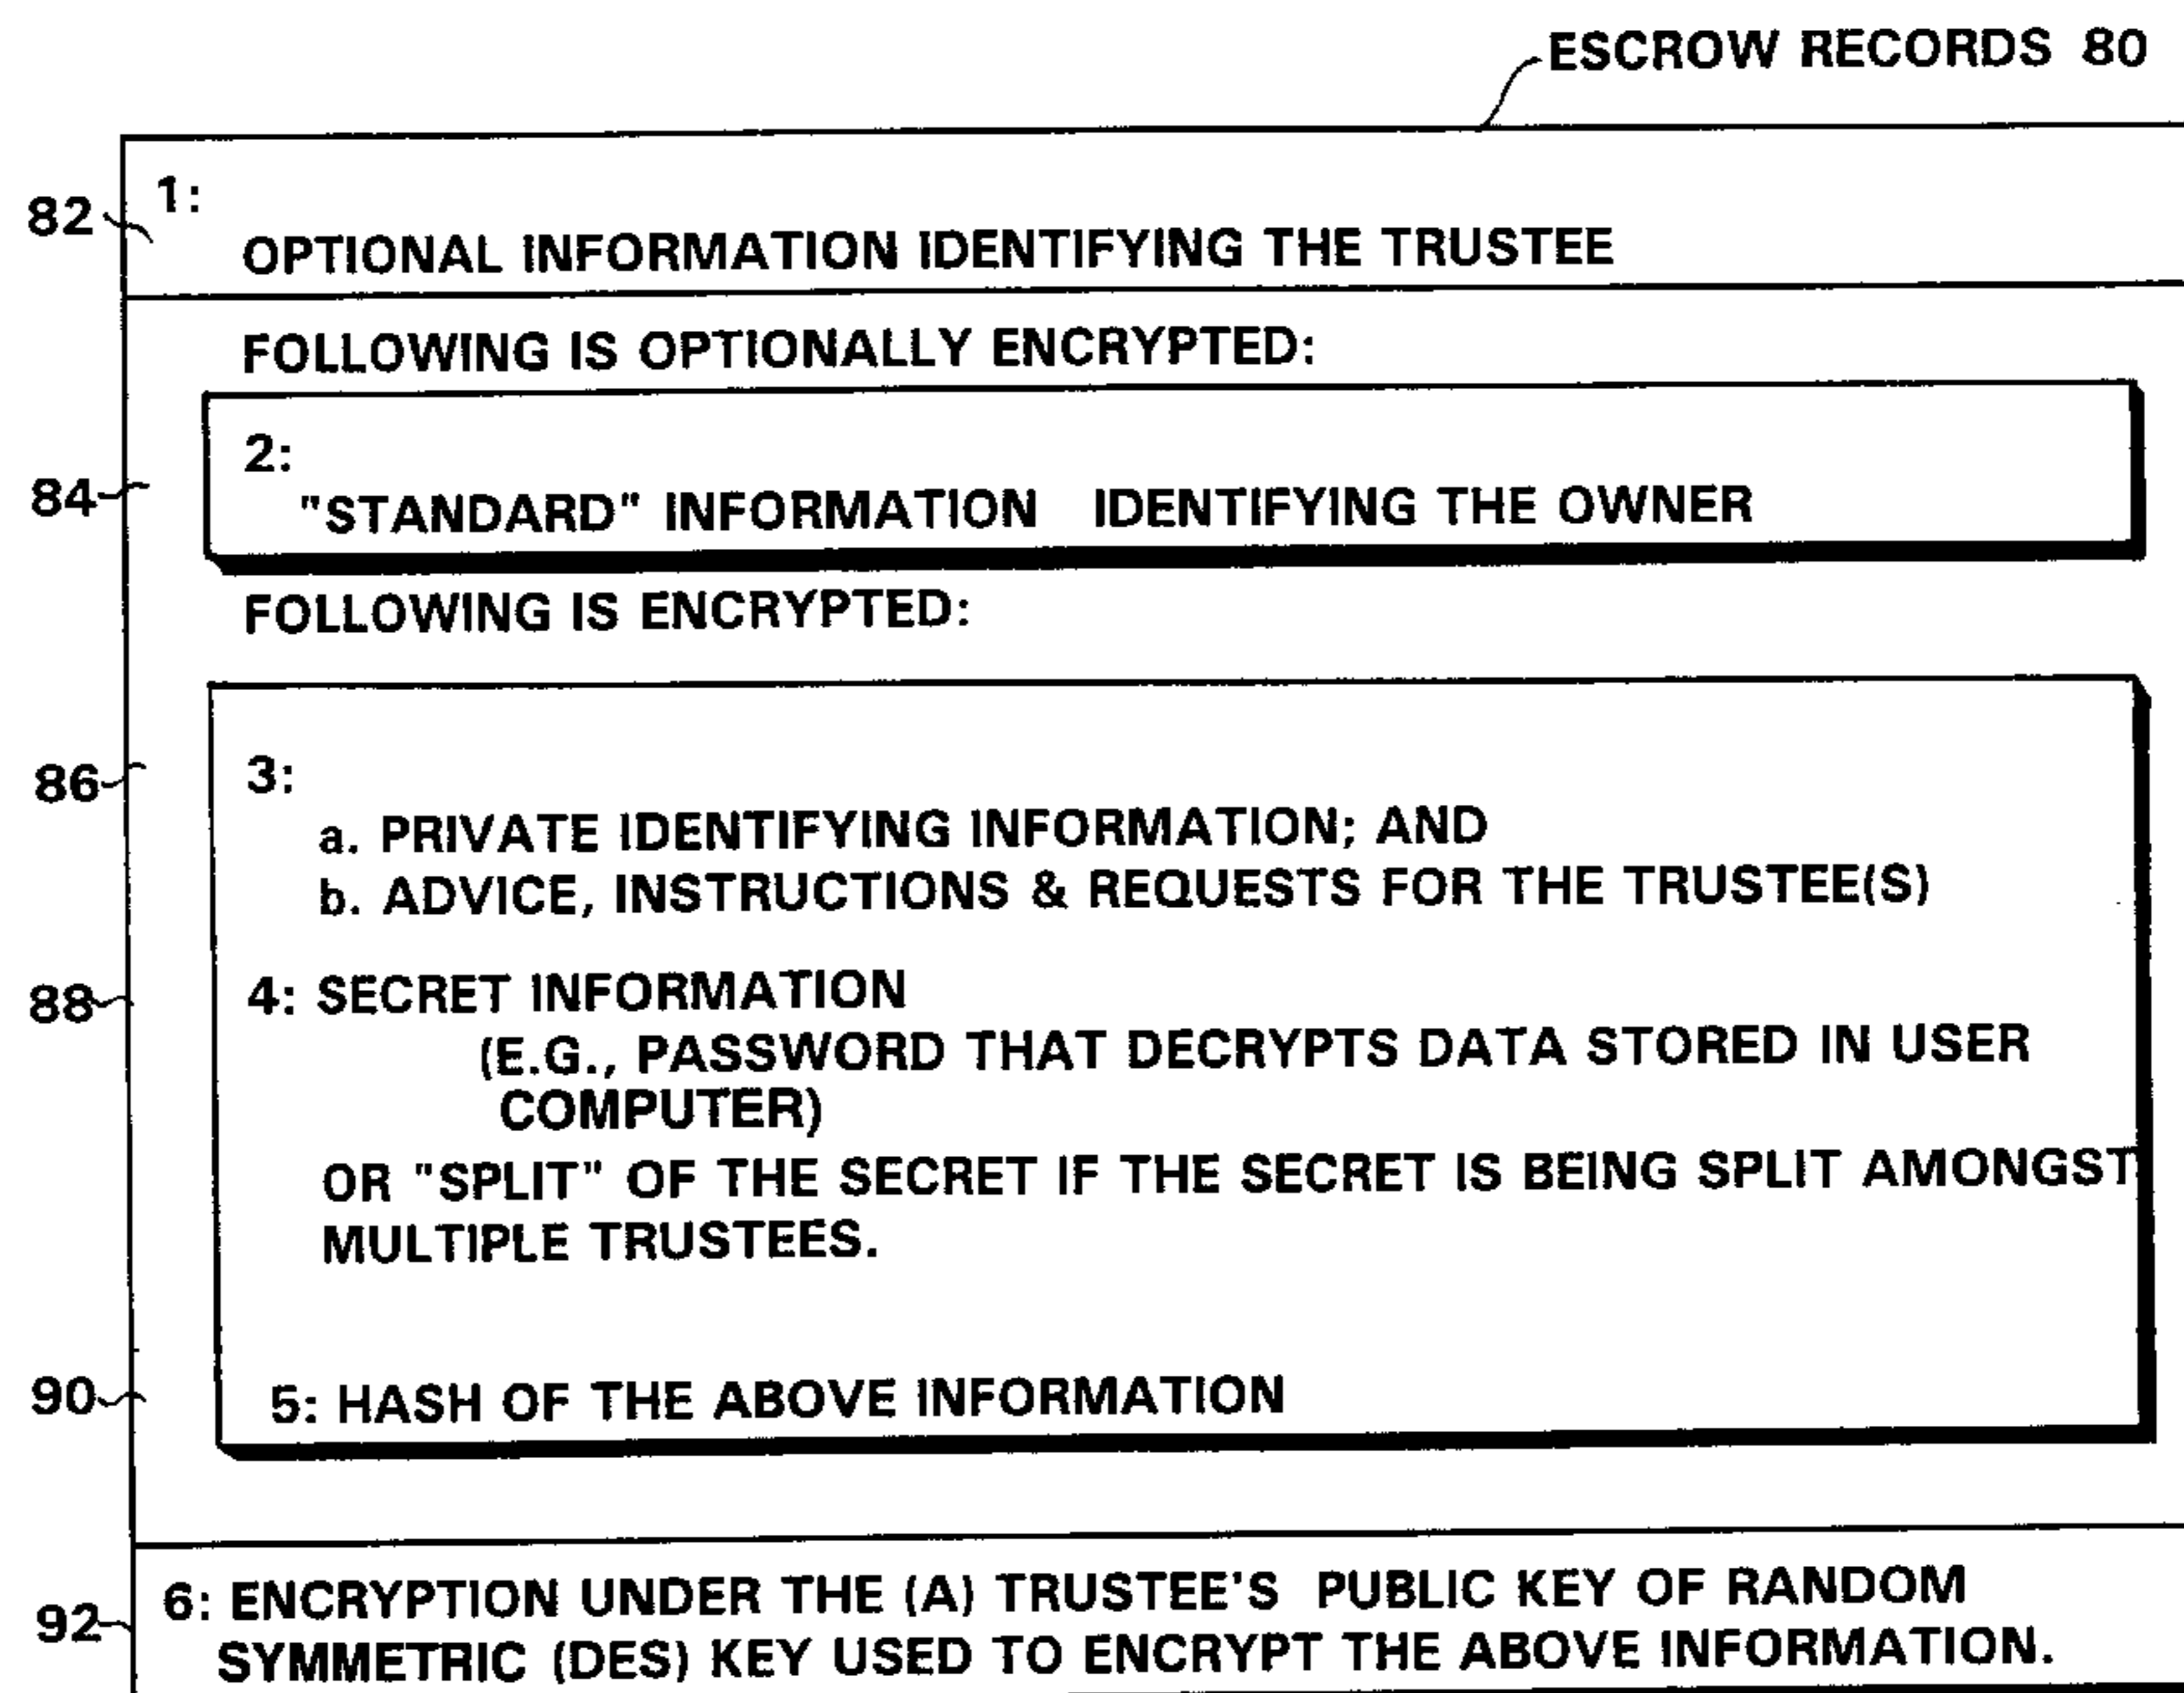 ESCROW RECORDS 80
82
1:
OPTIONAL INFORMATION IDENTIFYING THE TRUSTEE
FOLLOWING IS OPTIONALLY ENCRYPTED:
2:
84
"STANDARD" INFORMATION IDENTIFYING THE OWNER
FOLLOWING IS ENCRYPTED:
86
3:
a. PRIVATE IDENTIFYING INFORMATION; AND
b. ADVICE, INSTRUCTIONS & REQUESTS FOR THE TRUSTEE(S)
88
4: SECRET INFORMATION
(E.G., PASSWORD THAT DECRYPTS DATA STORED IN USER
COMPUTER)
OR "SPLIT" OF THE SECRET IF THE SECRET IS BEING SPLIT AMONGST
MULTIPLE TRUSTEES.
90
5: HASH OF THE ABOVE INFORMATION
92
6: ENCRYPTION UNDER THE (A) TRUSTEE'S PUBLIC KEY OF RANDOM
SYMMETRIC (DES) KEY USED TO ENCRYPT THE ABOVE INFORMATION.